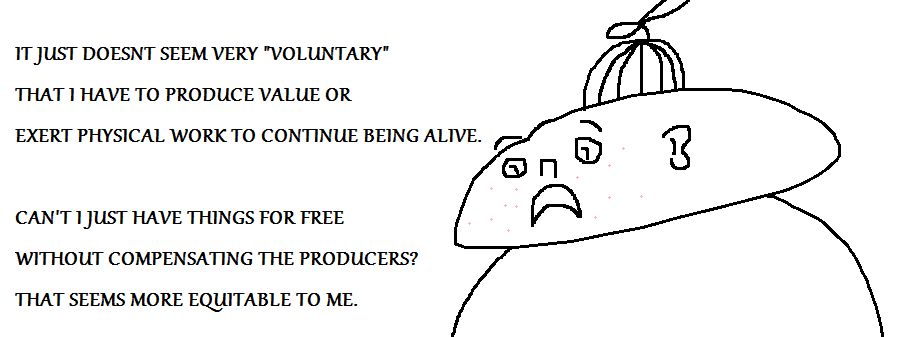 IT JUST DOESNT SEEM VERY "VOLUNTARY"
THAT I HAVE TO PRODUCE VALUE OR
EXERT PHYSICAL WORK TO CONTINUE BEING ALIVE.
CAN'T I JUST HAVE THINGS FOR FREE
WITHOUT COMPENSATING THE PRODUCERS?
THAT SEEMS MORE EQUITABLE TO ME.